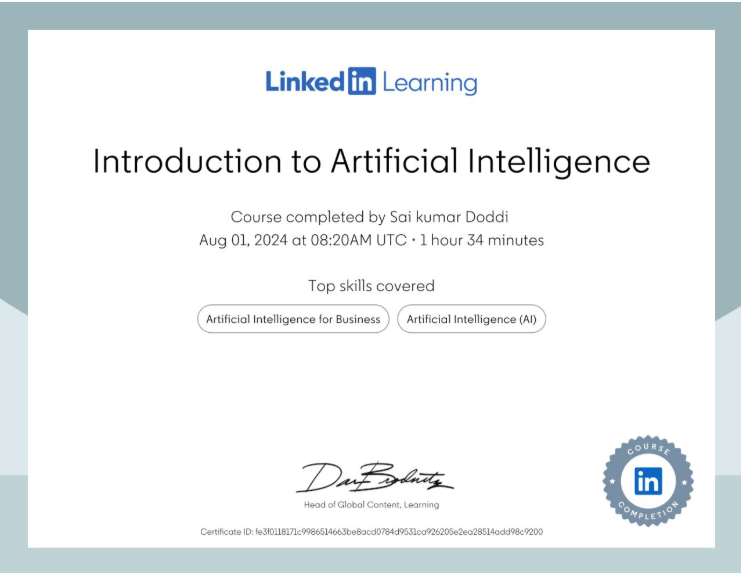 Linked in Learning
Introduction to Artificial Intelligence
Course completed by Sai kumar Doddi
Aug 01, 2024 at 08:20AM UTC • 1 hour 34 minutes
Top skills covered
Artificial Intelligence for Business
Artificial Intelligence (AI)
Head of Global Content, Learning
COURSE
in
COMPLETION
Certificate ID: fe3f0118171c9986514663be8acd0784d9531ca926205e2ea28514add98c9200